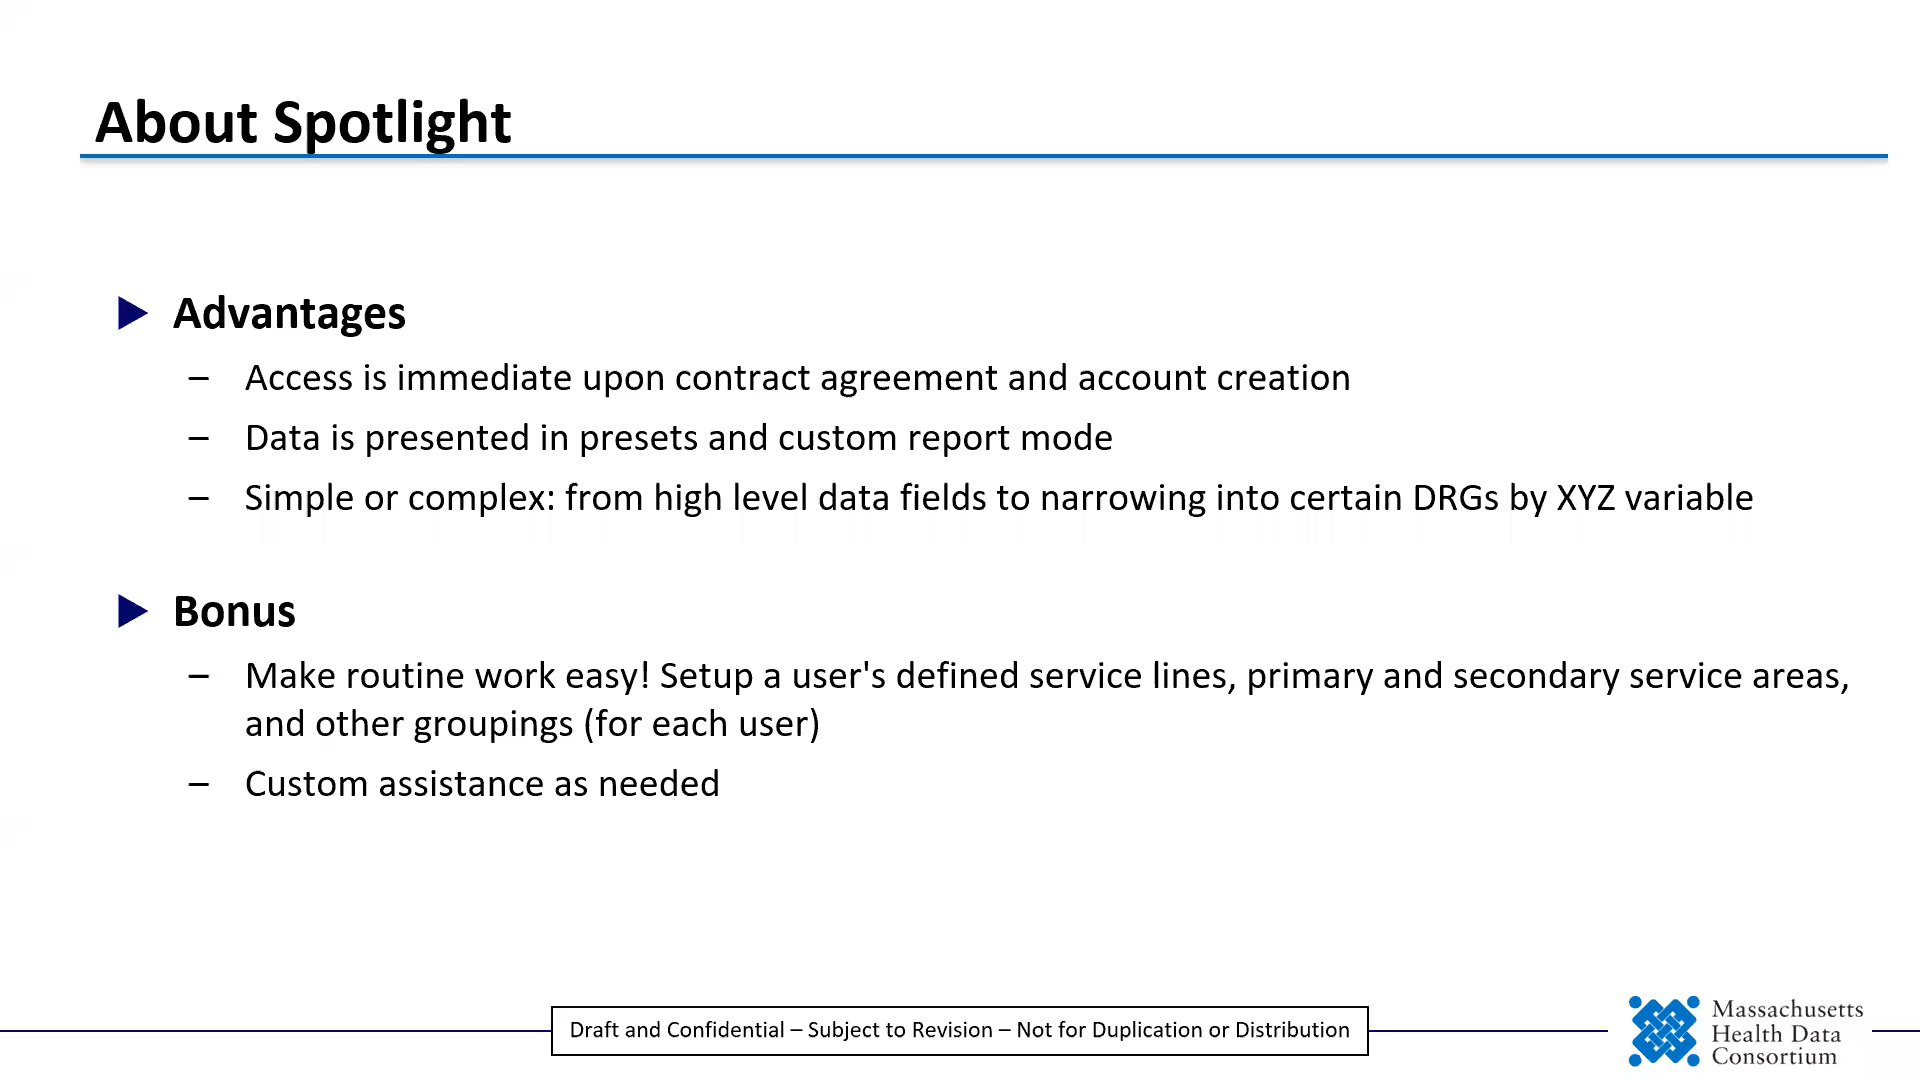 About Spotlight
Advantages
– Access is immediate upon contract agreement and account creation
– Data is presented in presets and custom report mode
– Simple or complex: from high level data fields to narrowing into certain DRGs by XYZ variable
Bonus
– Make routine work easy! Setup a user's defined service lines, primary and secondary service areas,
and other groupings (for each user)
– Custom assistance as needed
Draft and Confidential – Subject to Revision – Not for Duplication or Distribution
Massachusetts
Health Data
Consortium